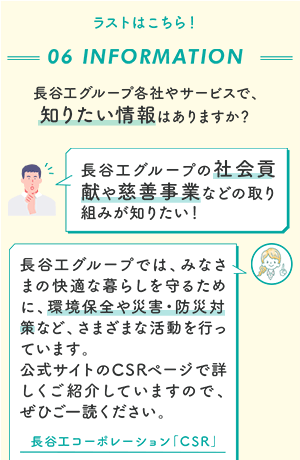 ラストはこちら！
06 INFORMATION
長谷工グループ各社やサービスで、
知りたい情報はありますか？
長谷工グループの社会貢
献や慈善事業などの取り
組みが知りたい！
長谷工グループでは、みなさ
まの快適な暮らしを守るため
に、環境保全や災害・防災対
策など、さまざまな活動を行っ
ています。
公式サイトのCSRページで詳
しくご紹介していますので、
ぜひご一読ください。
長谷工コーポレーション「CSR」